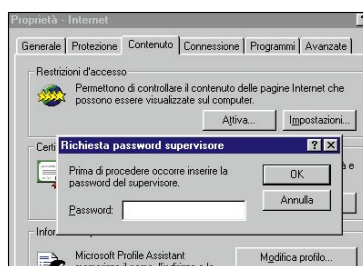 Proprietà - Internet
Generale Protezione Contenuto Connessione Programmi Avanzate
Restrizioni d'accesso
Permettono di controllare il contenuto delle pagine Internet che
possono essere visualizzate sul computer.
Attiva... Impostazioni...
Certi
Richiesta password supervisore
Prima di procedere occorre inserire la
password del supervisore.
OK
Annulla
Password:
a e
Infor
Microsoft Profile Assistant
Modifica profilo...